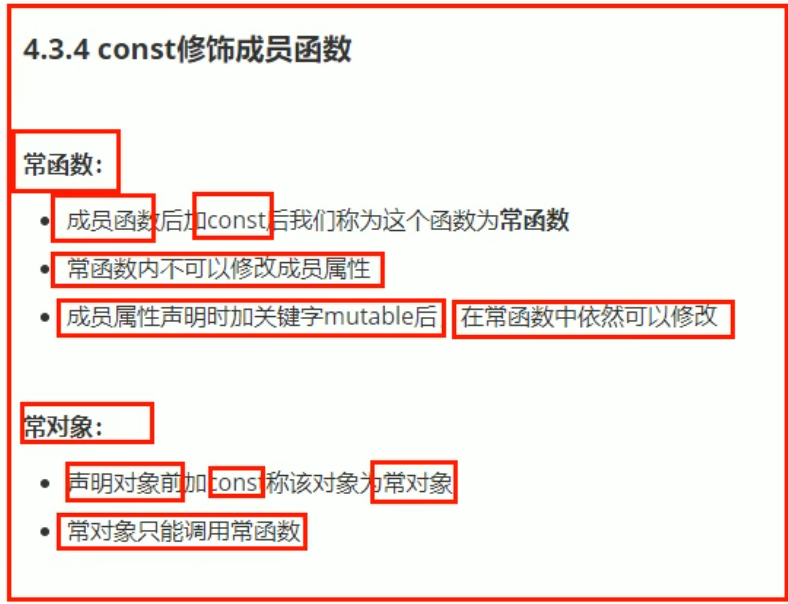 4.3.4 const修饰成员函数
常函数：
成员函数后加const后我们称为这个函数为常函数
常函数内不可以修改成员属性
成员属性声明时加关键字mutable后，在常函数中依然可以修改
常对象：
声明对象前加const称该对象为常对象
常对象只能调用常函数